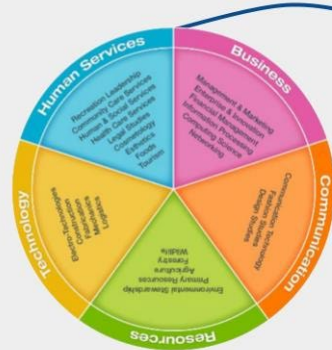 Human Services
Recreation Leadership
Community Care Services
Human & Social Services
Health Care Services
Legal Studies
Cosmetology
Esthetics
Foods
Tourism
Business
Management & Marketing
Enterprise & Innovation
Financial Management
Information Processing
Computing Science
Networking
Communication
Communication Technology
Fashion Studies
Design Studies
Resources
Environmental Stewardship
Primary Resources
Agriculture
Forestry
Wildlife
Technology
Electro-Technologies
Construction
Fabrication
Mechanics
Logistics